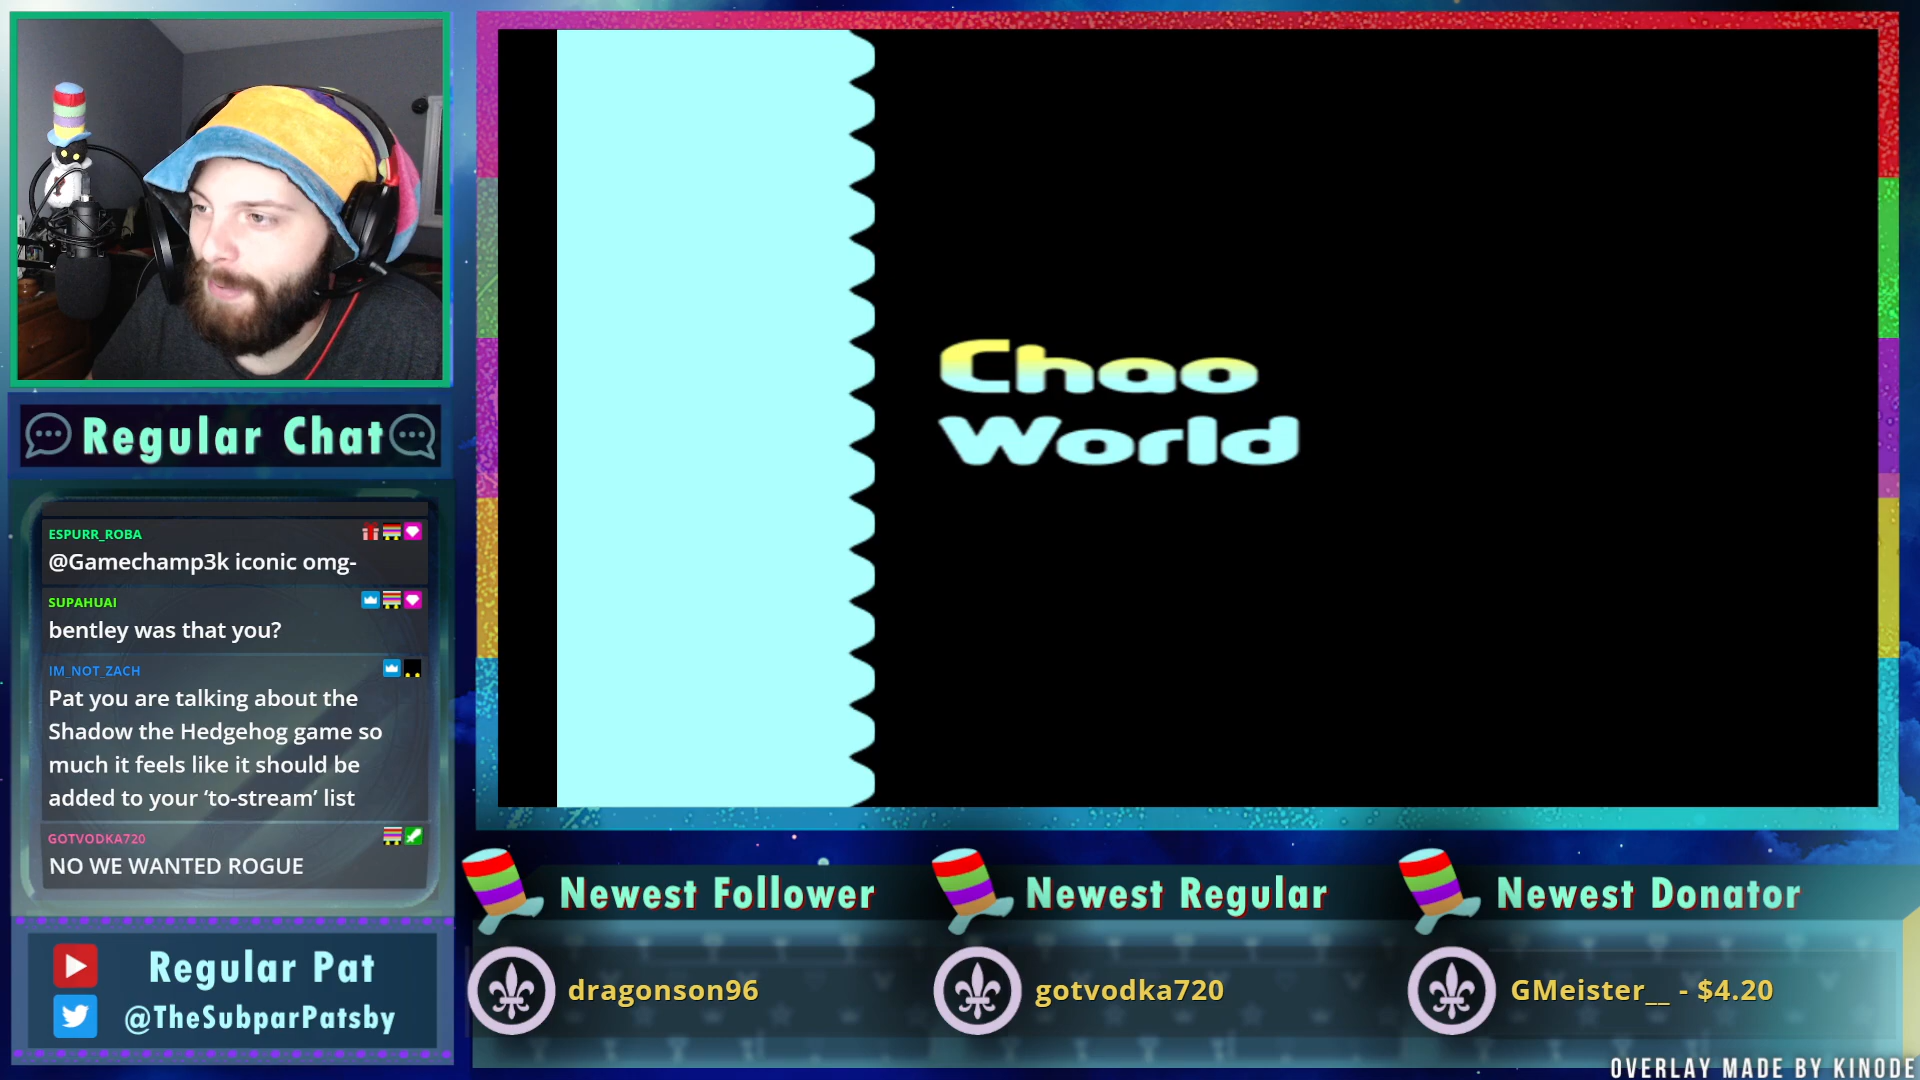 Chao
World
Regular Chat
ESPURR_ROBA
@Gamechamp3k iconic omg-
SUPAHUAI
bentley was that you?
IM_NOT_ZACH
Pat you are talking about the
Shadow the Hedgehog game so
much it feels like it should be
added to your ‘to-stream’ list
GOTVODKA720
NO WE WANTED ROGUE
Regular Pat
@TheSubparPatsby
Newest Follower
dragonson96
Newest Regular
gotvodka720
Newest Donator
GMeister__ - $4.20
OVERLAY MADE BY KINODE